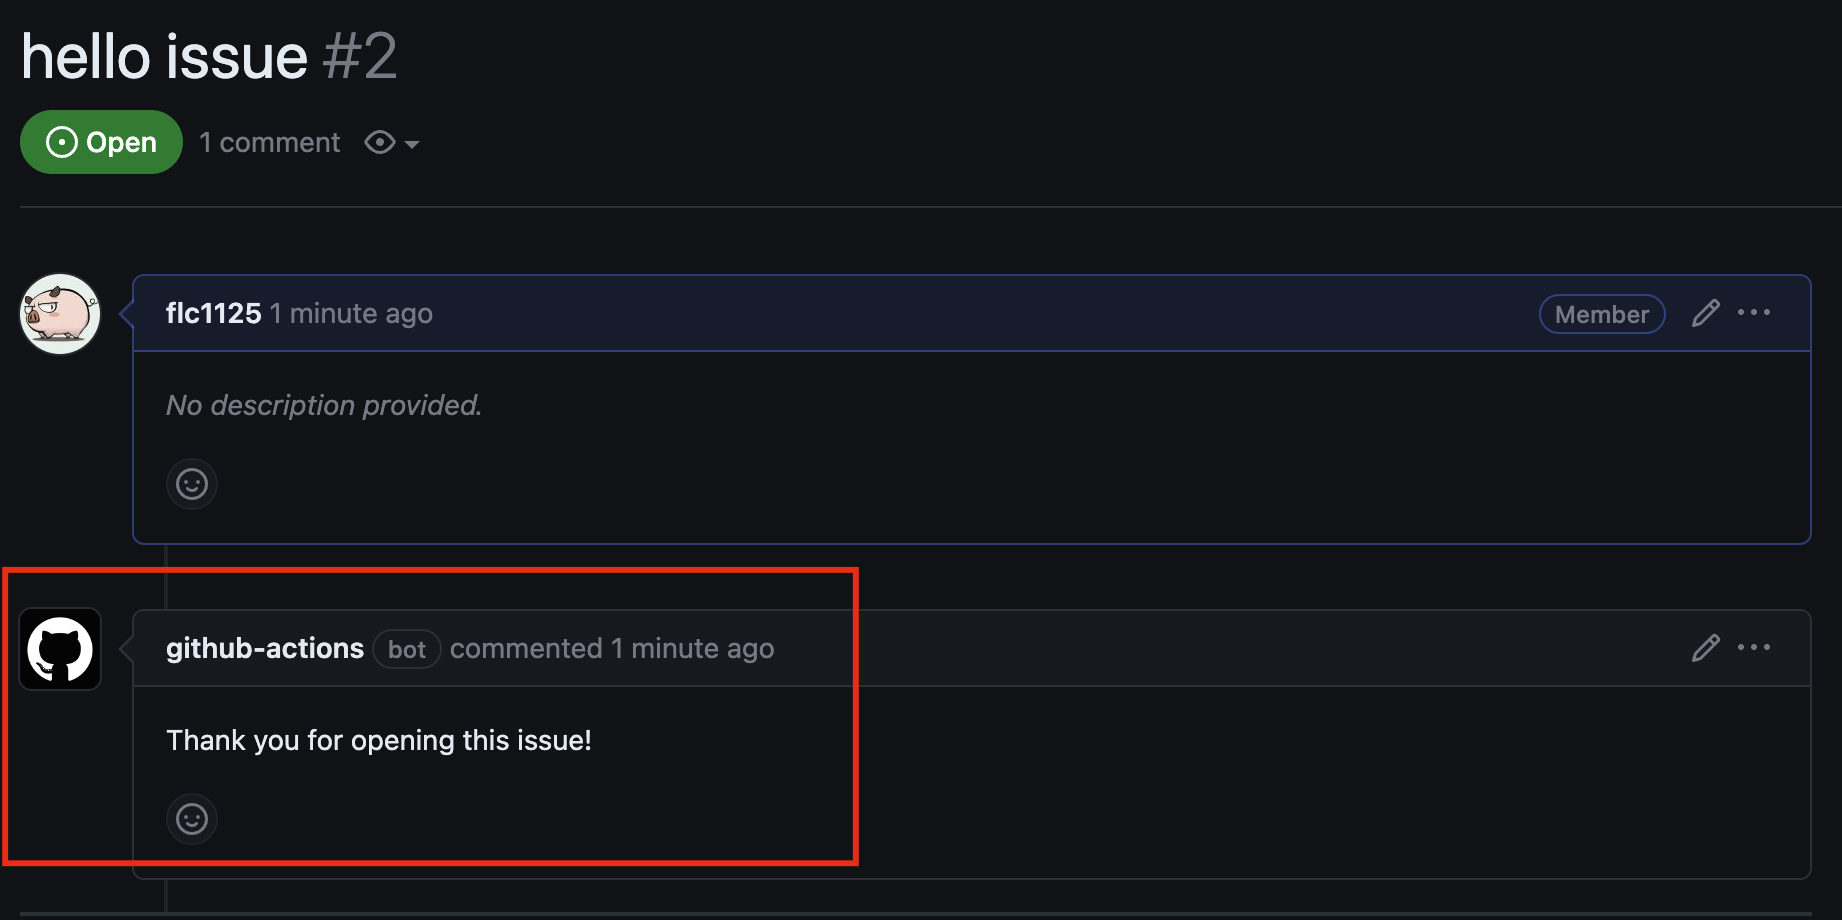 hello issue #2
Open 1 comment
flc1125 1 minute ago Member
No description provided.
github-actions bot commented 1 minute ago
Thank you for opening this issue!